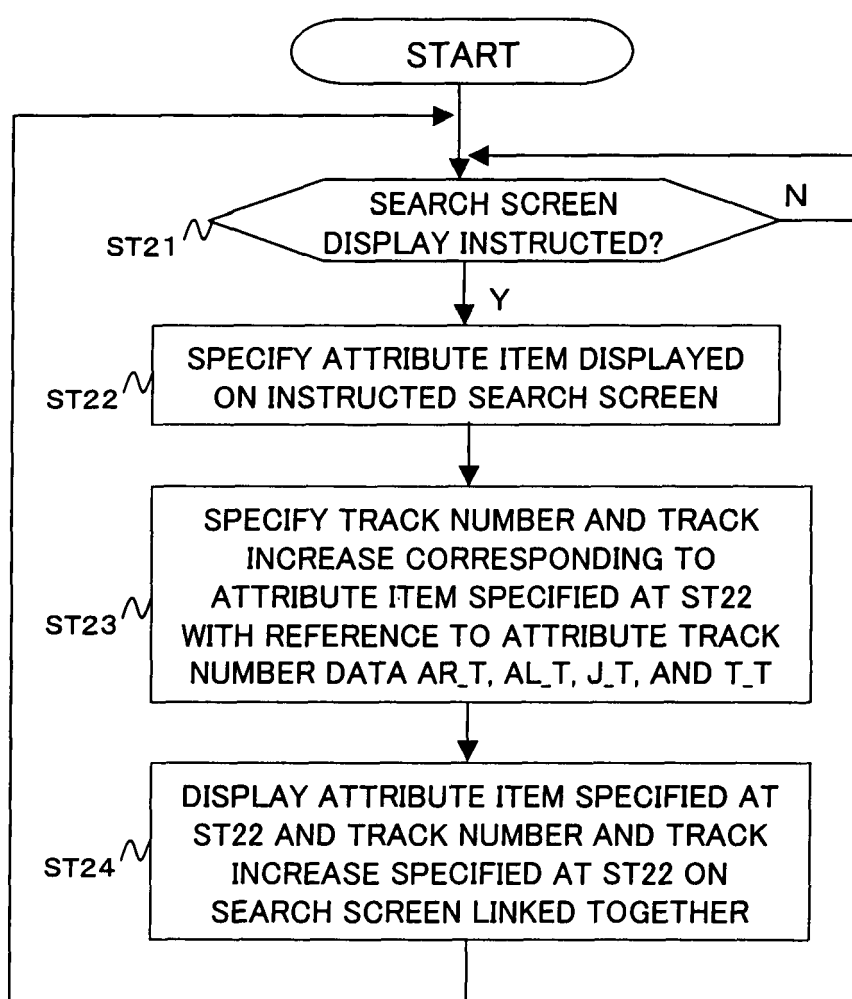 START
SEARCH SCREEN
DISPLAY INSTRUCTED?
N
ST21
Y
SPECIFY ATTRIBUTE ITEM DISPLAYED
ON INSTRUCTED SEARCH SCREEN
ST22
SPECIFY TRACK NUMBER AND TRACK
INCREASE CORRESPONDING TO
ATTRIBUTE ITEM SPECIFIED AT ST22
WITH REFERENCE TO ATTRIBUTE TRACK
NUMBER DATA AR_T, AL_T, J_T, AND T_T
ST23
DISPLAY ATTRIBUTE ITEM SPECIFIED AT
ST22 AND TRACK NUMBER AND TRACK
INCREASE SPECIFIED AT ST22 ON
SEARCH SCREEN LINKED TOGETHER
ST24